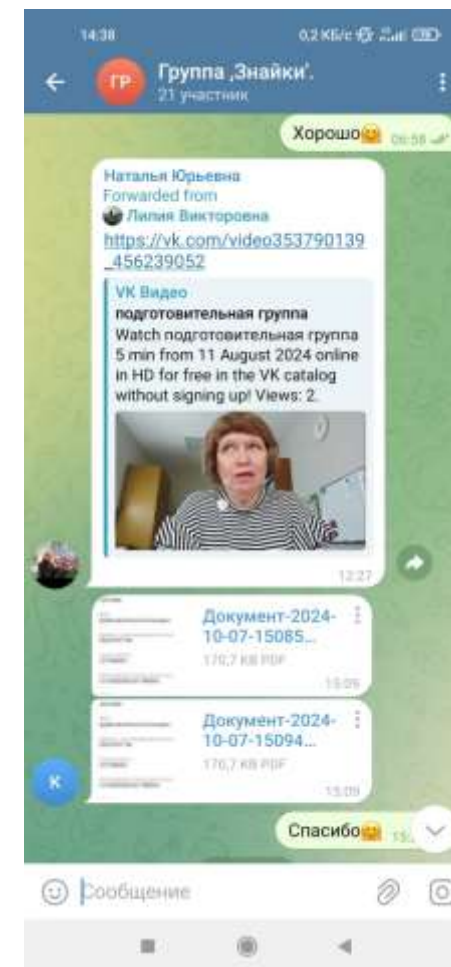 14:38
0,2 КБ/с
ГР
Группа „Знайки'.
21 участник
Хорошо🤗 06:58
Наталья Юрьевна
Forwarded from
Лилия Викторовна
https://vk.com/video353790139
_456239052
VK Видео
подготовительная группа
Watch подготовительная группа
5 min from 11 August 2024 online
in HD for free in the VK catalog
without signing up! Views: 2
12:27
Документ-2024-
10-07-15085...
170,7 KB PDF
15:09
Документ-2024-
10-07-15094...
170,7 KB PDF
15:09
К
Спасибо🤗
Сообщение